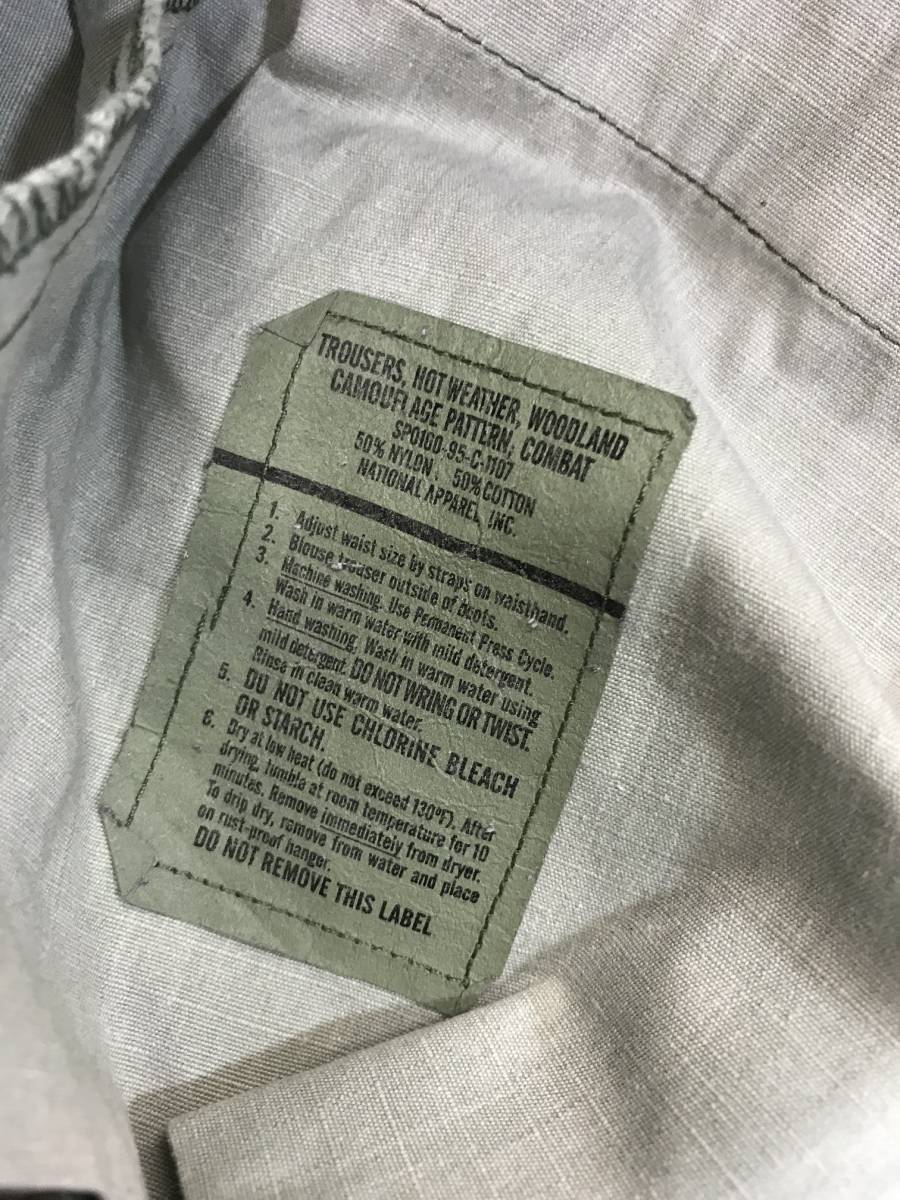 TROUSERS, HOT WEATHER, WOODLAND
CAMOUFLAGE PATTERN, COMBAT
SPO100-95-C-1107
50% NYLON, 50% COTTON
NATIONAL APPAREL INC.
1. Adjust waist size by straps on waistband.
2. Blouse trouser outside of boots.
3. Machine washing. Use Permanent Press Cycle.
Wash in warm water with mild detergent.
4. Hand washing. Wash in warm water using
mild detergent. DO NOT WRING OR TWIST.
Rinse in clean warm water.
5. DO NOT USE CHLORINE BLEACH
OR STARCH.
6. Dry at low heat (do not exceed 130°F). After
drying, tumble at room temperature for 10
minutes. Remove immediately from dryer.
To drip dry, remove from water and place
on rust-proof hanger.
DO NOT REMOVE THIS LABEL